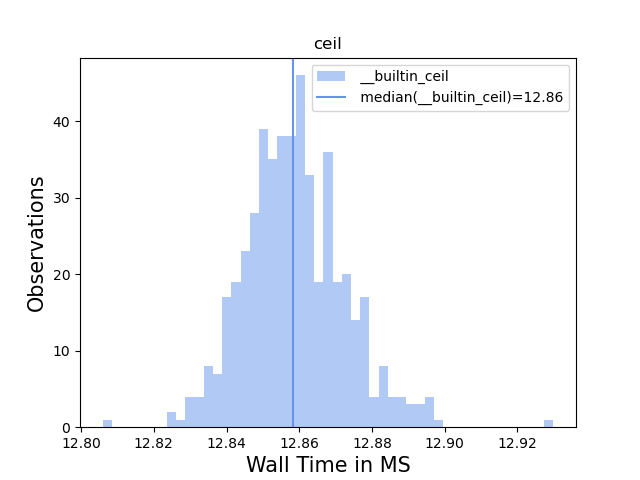 ceil
__builtin_ceil
median(__builtin_ceil)=12.86
Observations
40
30
20
10
0
12.80 12.82 12.84 12.86 12.88 12.90 12.92
Wall Time in MS